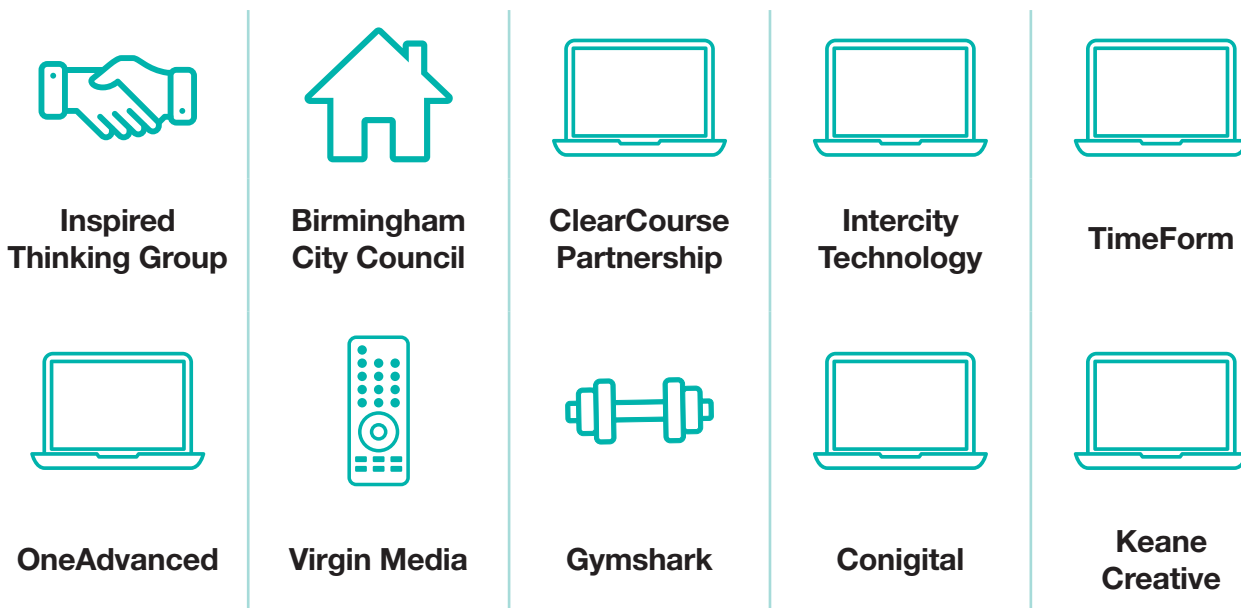 Inspired
Thinking Group
Birmingham
City Council
ClearCourse
Partnership
Intercity
Technology
TimeForm
OneAdvanced
Virgin Media
Gymshark
Conigital
Keane
Creative